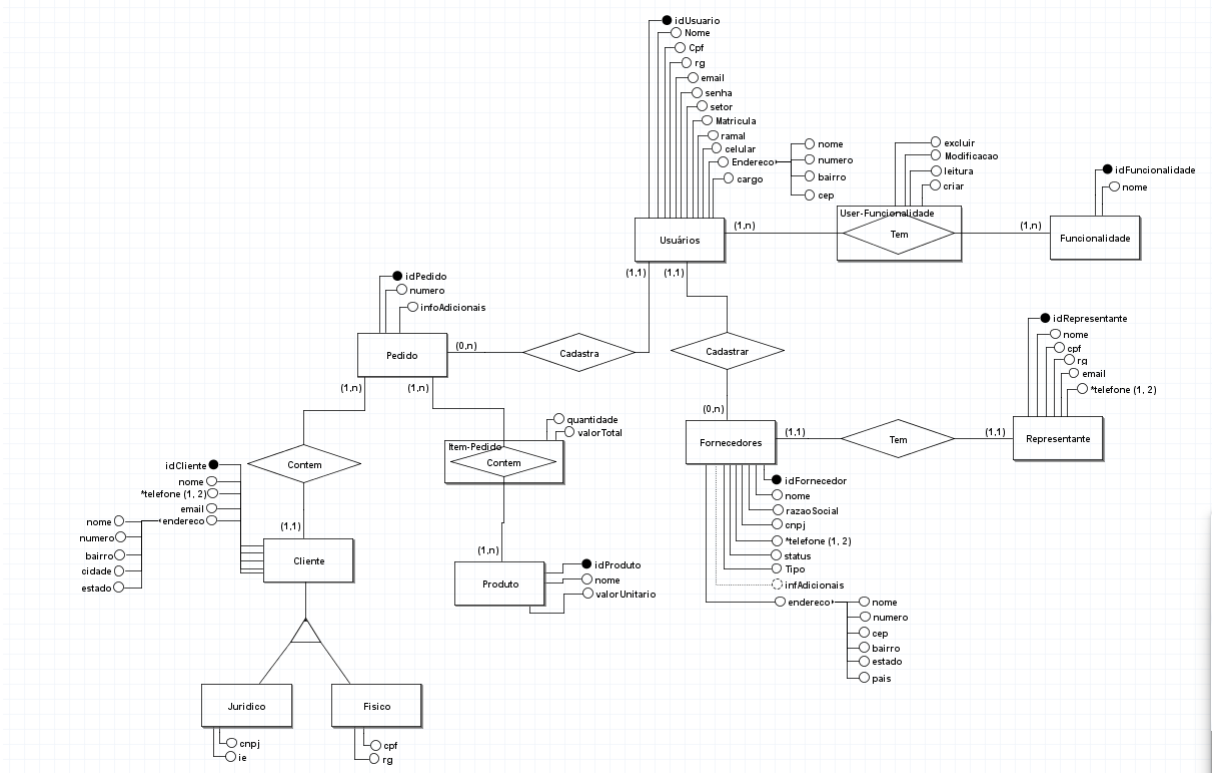 idUsuario
Nome
Cpf
rg
email
senha
setor
Matricula
ramal
celular
Endereco
cargo
nome
numero
bairro
cep
excluir
Modificacao
leitura
criar
idFuncionalidade
nome
User-Funcionalidade
Tem
(1,n)
(1,n)
Usuários
Funcionalidade
(1,1)
(1,1)
idPedido
numero
infoAdicionais
Pedido
(0,n)
Cadastra
Cadastrar
(1,n)
(1,n)
(0,n)
idRepresentante
nome
cpf
rg
email
*telefone (1, 2)
Fornecedores
(1,1)
Tem
(1,1)
Representante
quantidade
valorTotal
Item-Pedido
Contem
Contem
idCliente
nome
*telefone (1, 2)
email
endereco
nome
numero
bairro
cidade
estado
(1,1)
Cliente
(1,n)
Produto
idProduto
nome
valorUnitario
idFornecedor
nome
razaoSocial
cnpj
*telefone (1, 2)
status
Tipo
infAdicionais
endereco
nome
numero
cep
bairro
estado
pais
Juridico
Fisico
cnpj
ie
cpf
rg